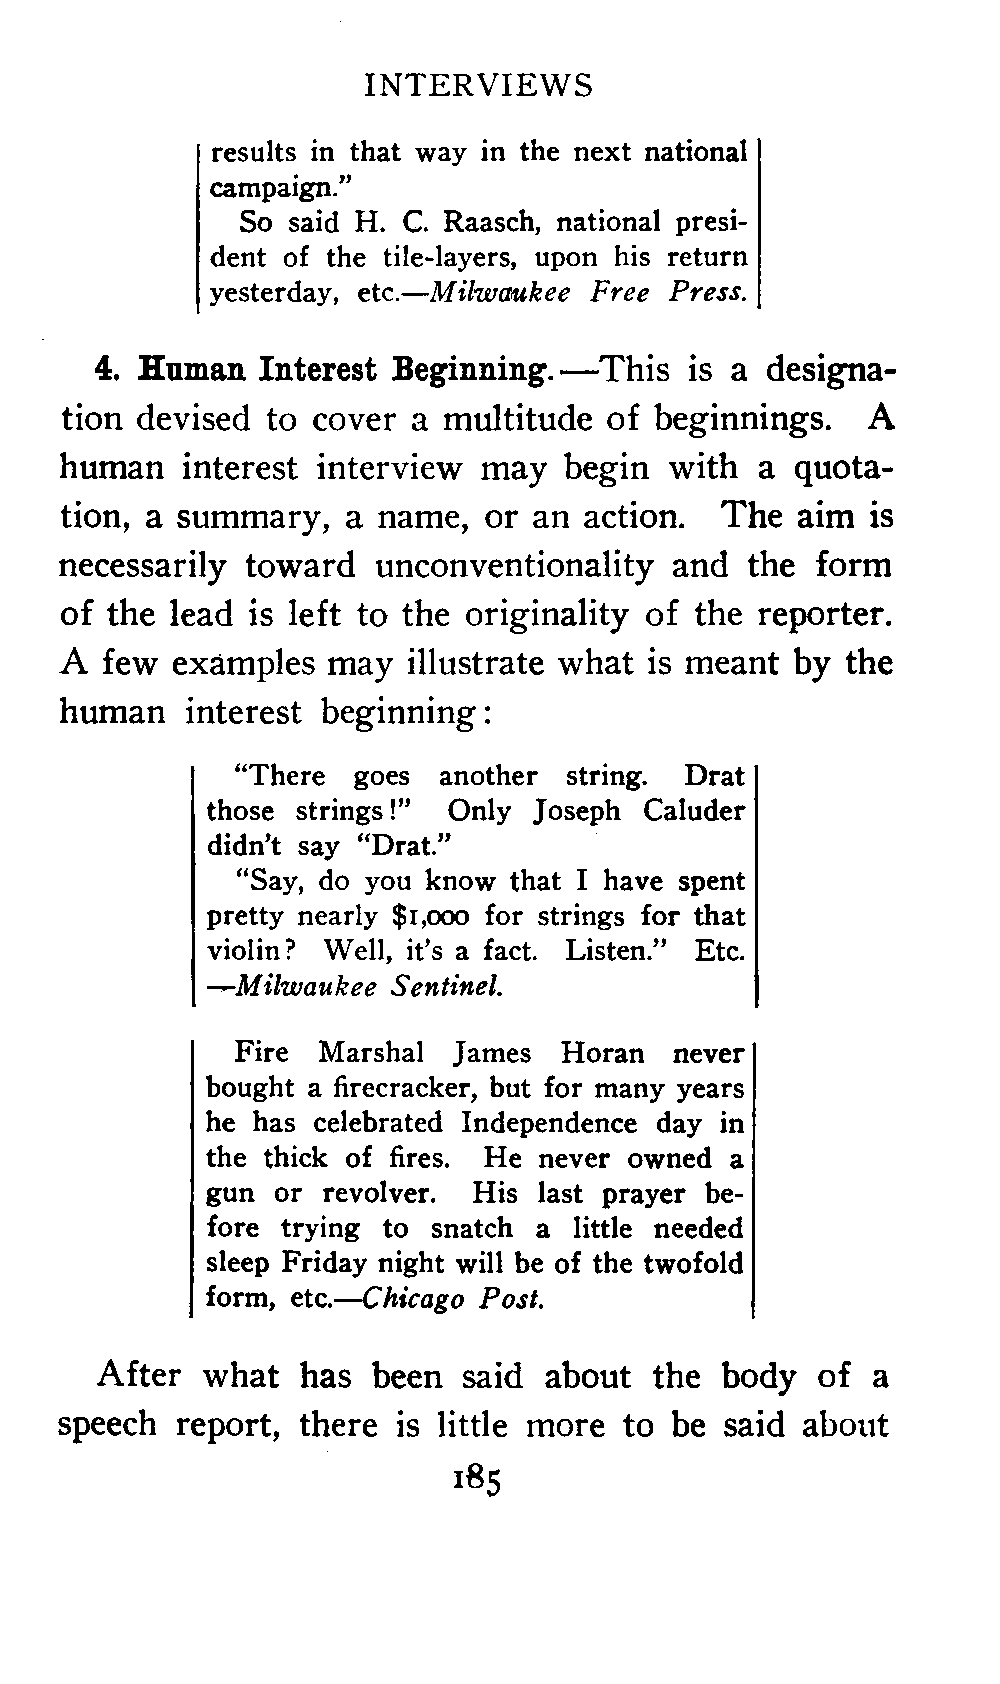 INTERVIEWS
results in that way in the next national
campaign.”
So said H. C. Raasch, national presi-
dent of the tile-layers, upon his return
yesterday, etc.—Milwaukee Free Press.
4. Human Interest Beginning.—This is a designa-
tion devised to cover a multitude of beginnings. A
human interest interview may begin with a quota-
tion, a summary, a name, or an action. The aim is
necessarily toward unconventionality and the form
of the lead is left to the originality of the reporter.
A few examples may illustrate what is meant by the
human interest beginning:
“There goes another string. Drat
those strings!” Only Joseph Caluder
didn’t say “Drat.”
“Say, do you know that I have spent
pretty nearly $1,000 for strings for that
violin? Well, it’s a fact. Listen.” Etc.
—Milwaukee Sentinel.
Fire Marshal James Horan never
bought a firecracker, but for many years
he has celebrated Independence day in
the thick of fires. He never owned a
gun or revolver. His last prayer be-
fore trying to snatch a little needed
sleep Friday night will be of the twofold
form, etc.—Chicago Post.
After what has been said about the body of a
speech report, there is little more to be said about
185